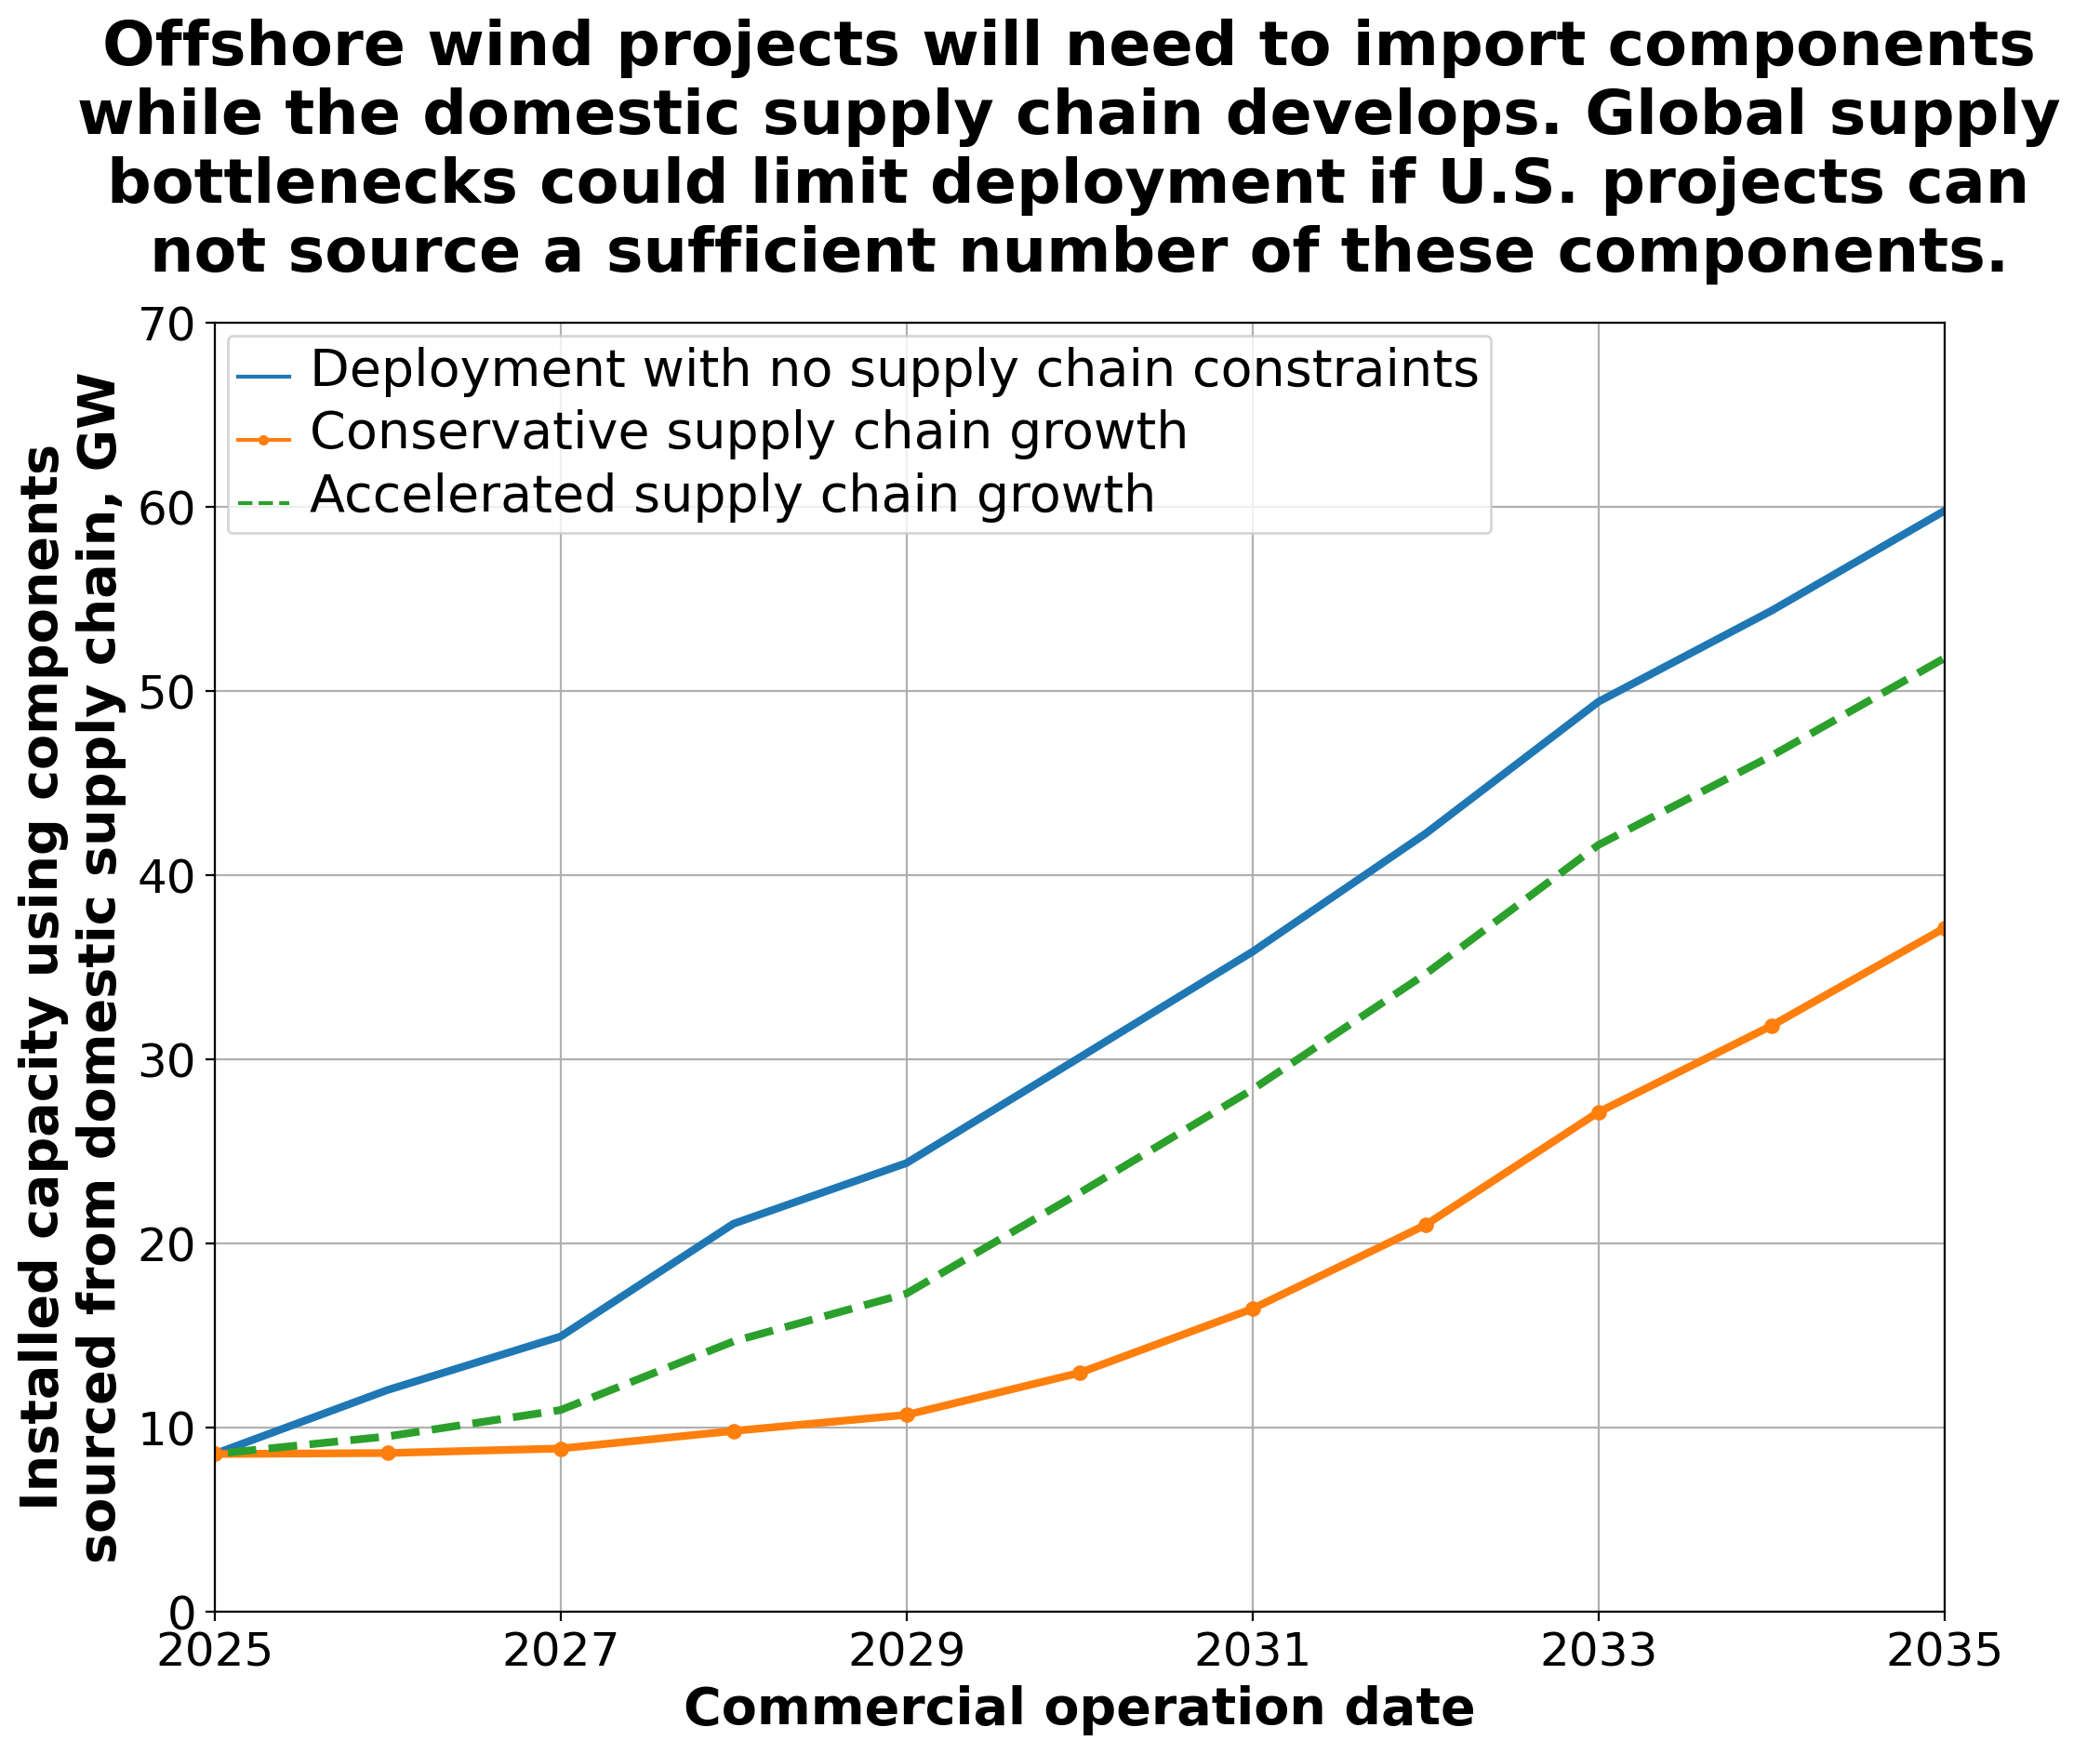 Offshore wind projects will need to import components
while the domestic supply chain develops. Global supply
bottlenecks could limit deployment if U.S. projects can
not source a sufficient number of these components.
Installed capacity using components
sourced from domestic supply chain, GW
70
60
50
40
30
20
10
0
Deployment with no supply chain constraints
Conservative supply chain growth
Accelerated supply chain growth
2025 2027 2029 2031 2033 2035
Commercial operation date